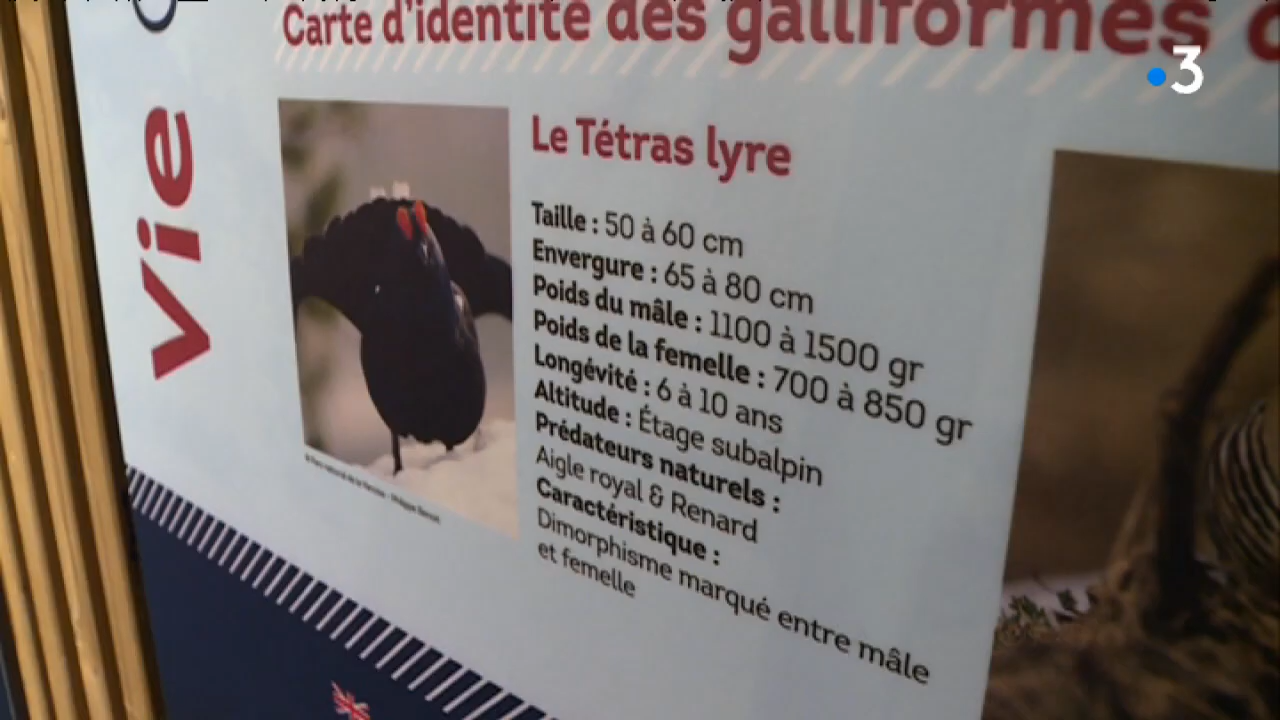 Carte d'identité des galliformes
3
Vie
Le Tétras lyre
Taille : 50 à 60 cm
Envergure : 65 à 80 cm
Poids du mâle : 1100 à 1500 gr
Poids de la femelle : 700 à 850 gr
Longévité : 6 à 10 ans
Altitude : Étage subalpin
Prédateurs naturels :
Aigle royal & Renard
Caractéristique :
Dimorphisme marqué entre mâle
et femelle